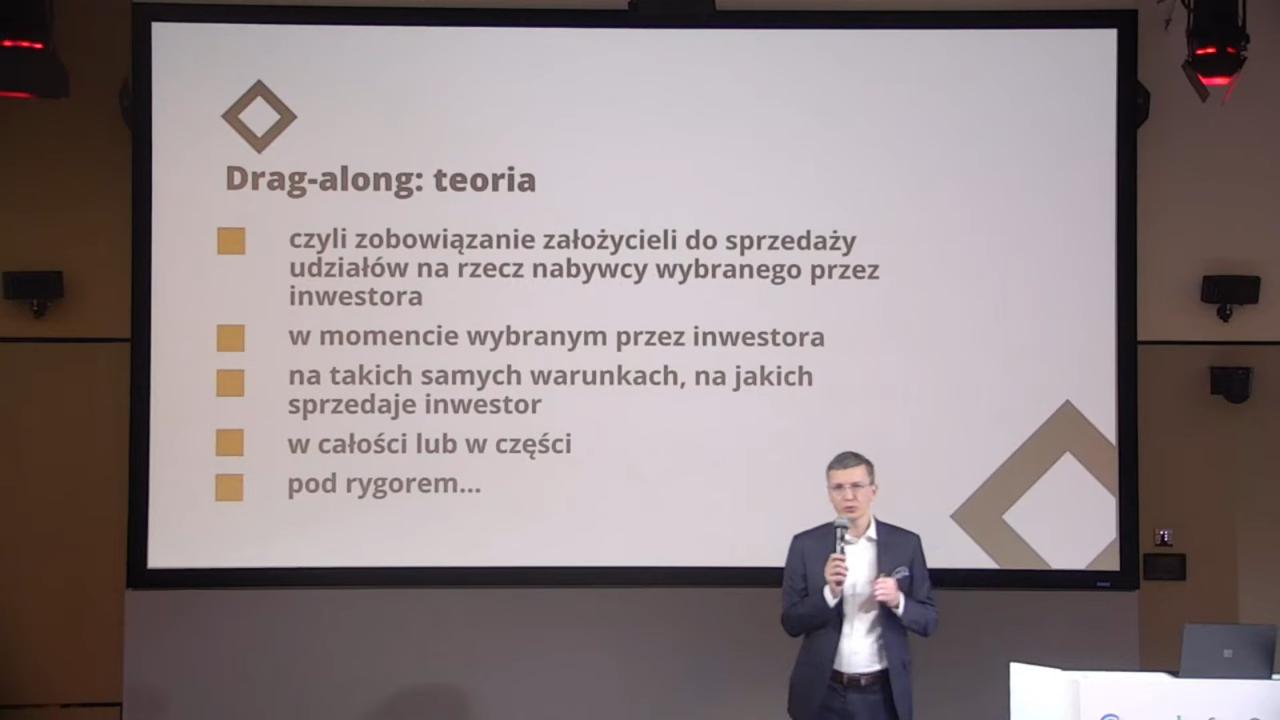 Drag-along: teoria
czyli zobowiązanie założycieli do sprzedaży
udziałów na rzecz nabywcy wybranego przez
inwestora
w momencie wybranym przez inwestora
na takich samych warunkach, na jakich
sprzedaje inwestor
w całości lub w części
pod rygorem...